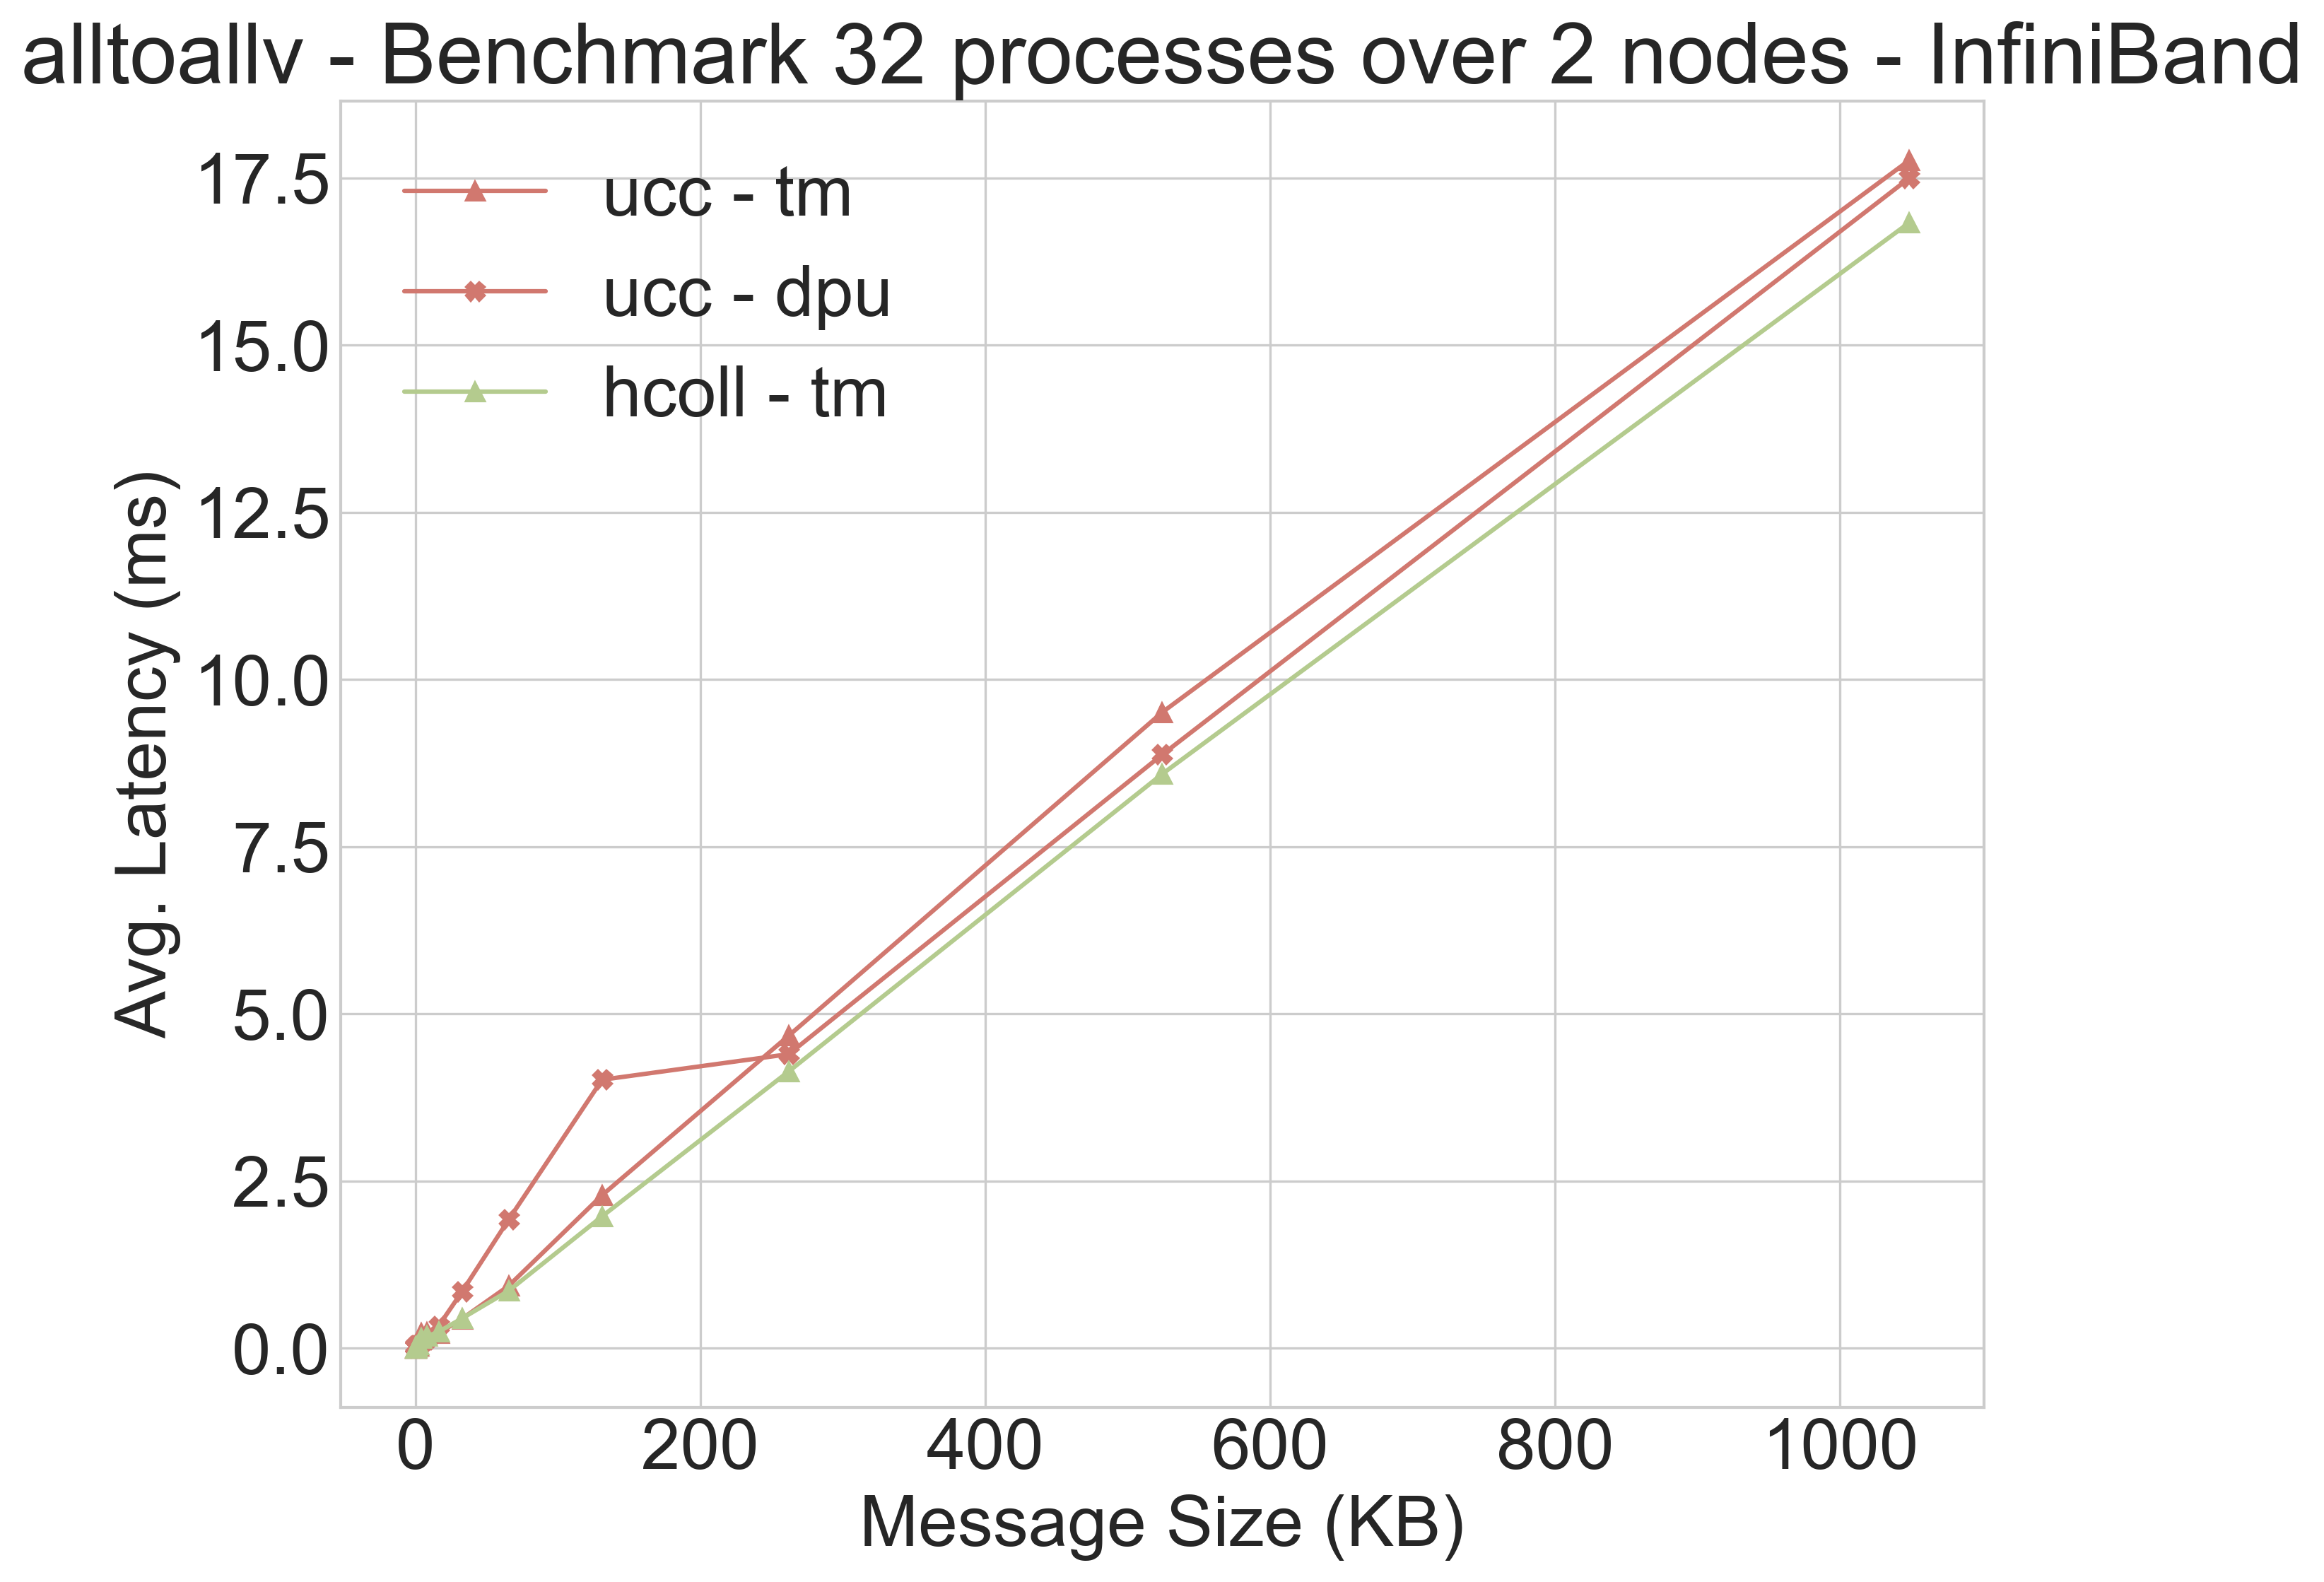 alltoallv - Benchmark 32 processes over 2 nodes - InfiniBand
17.5
15.0
12.5
10.0
7.5
5.0
2.5
0.0
Avg. Latency (ms)
ucc - tm
ucc - dpu
hcoll - tm
0 200 400 600 800 1000
Message Size (KB)